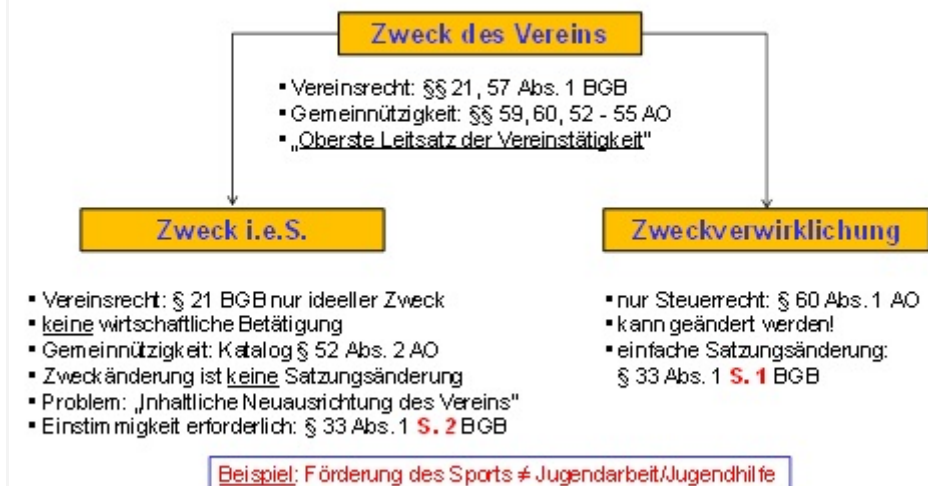 Zweck des Vereins
▪ Vereinsrecht: §§ 21, 57 Abs. 1 BGB
▪ Gemeinnützigkeit: §§ 59, 60, 52 - 55 AO
▪ „Oberste Leitsatz der Vereinstätigkeit"
Zweck i.e.S.
▪ Vereinsrecht: § 21 BGB nur ideeller Zweck
▪ keine wirtschaftliche Betätigung
▪ Gemeinnützigkeit: Katalog § 52 Abs. 2 AO
▪ Zweckänderung ist keine Satzungsänderung
▪ Problem: „Inhaltliche Neuausrichtung des Vereins"
▪ Einstimmigkeit erforderlich: § 33 Abs. 1 S. 2 BGB
Zweckverwirklichung
▪ nur Steuerrecht: § 60 Abs. 1 AO
▪ kann geändert werden!
▪ einfache Satzungsänderung:
§ 33 Abs. 1 S. 1 BGB
Beispiel: Förderung des Sports ≠ Jugendarbeit/Jugendhilfe